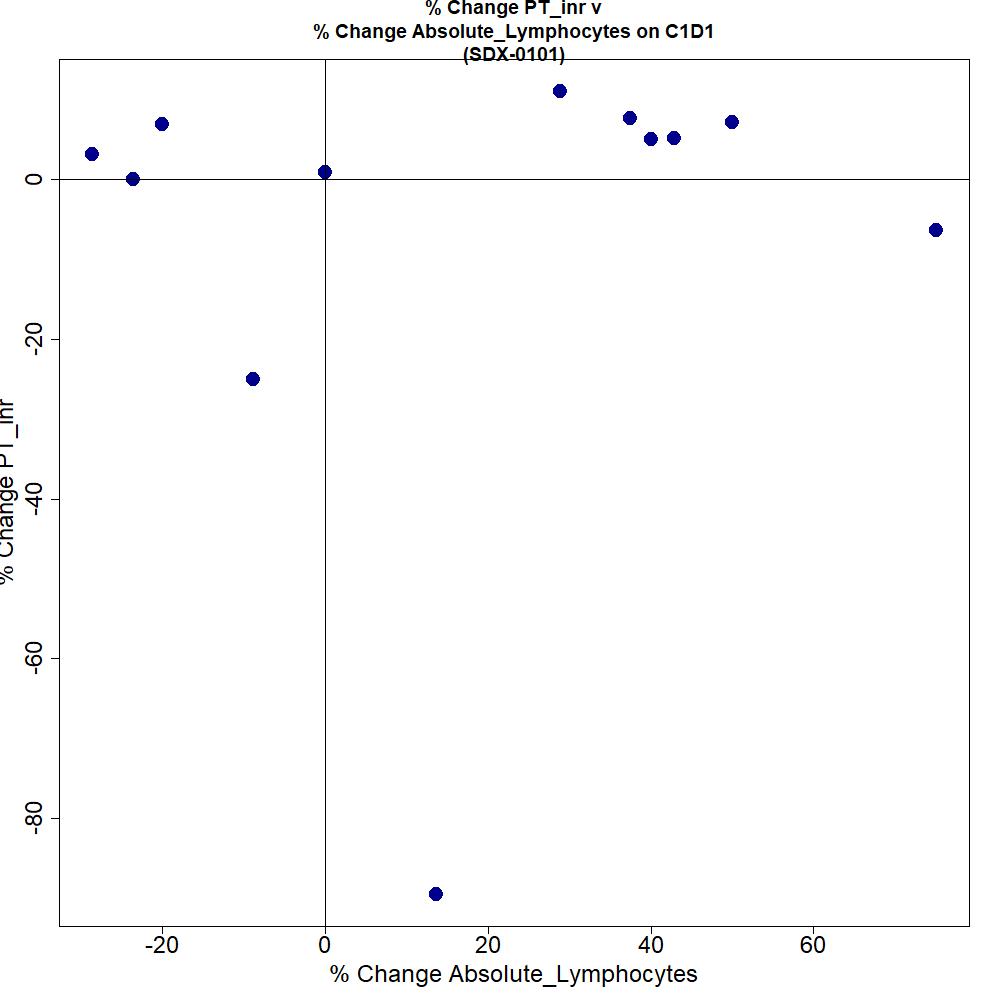 % Change PT_inr v
% Change Absolute_Lymphocytes on C1D1
(SDX-0101)
% Change PT_inr
0
-20
-40
-60
-80
-20
0
20
40
60
% Change Absolute_Lymphocytes